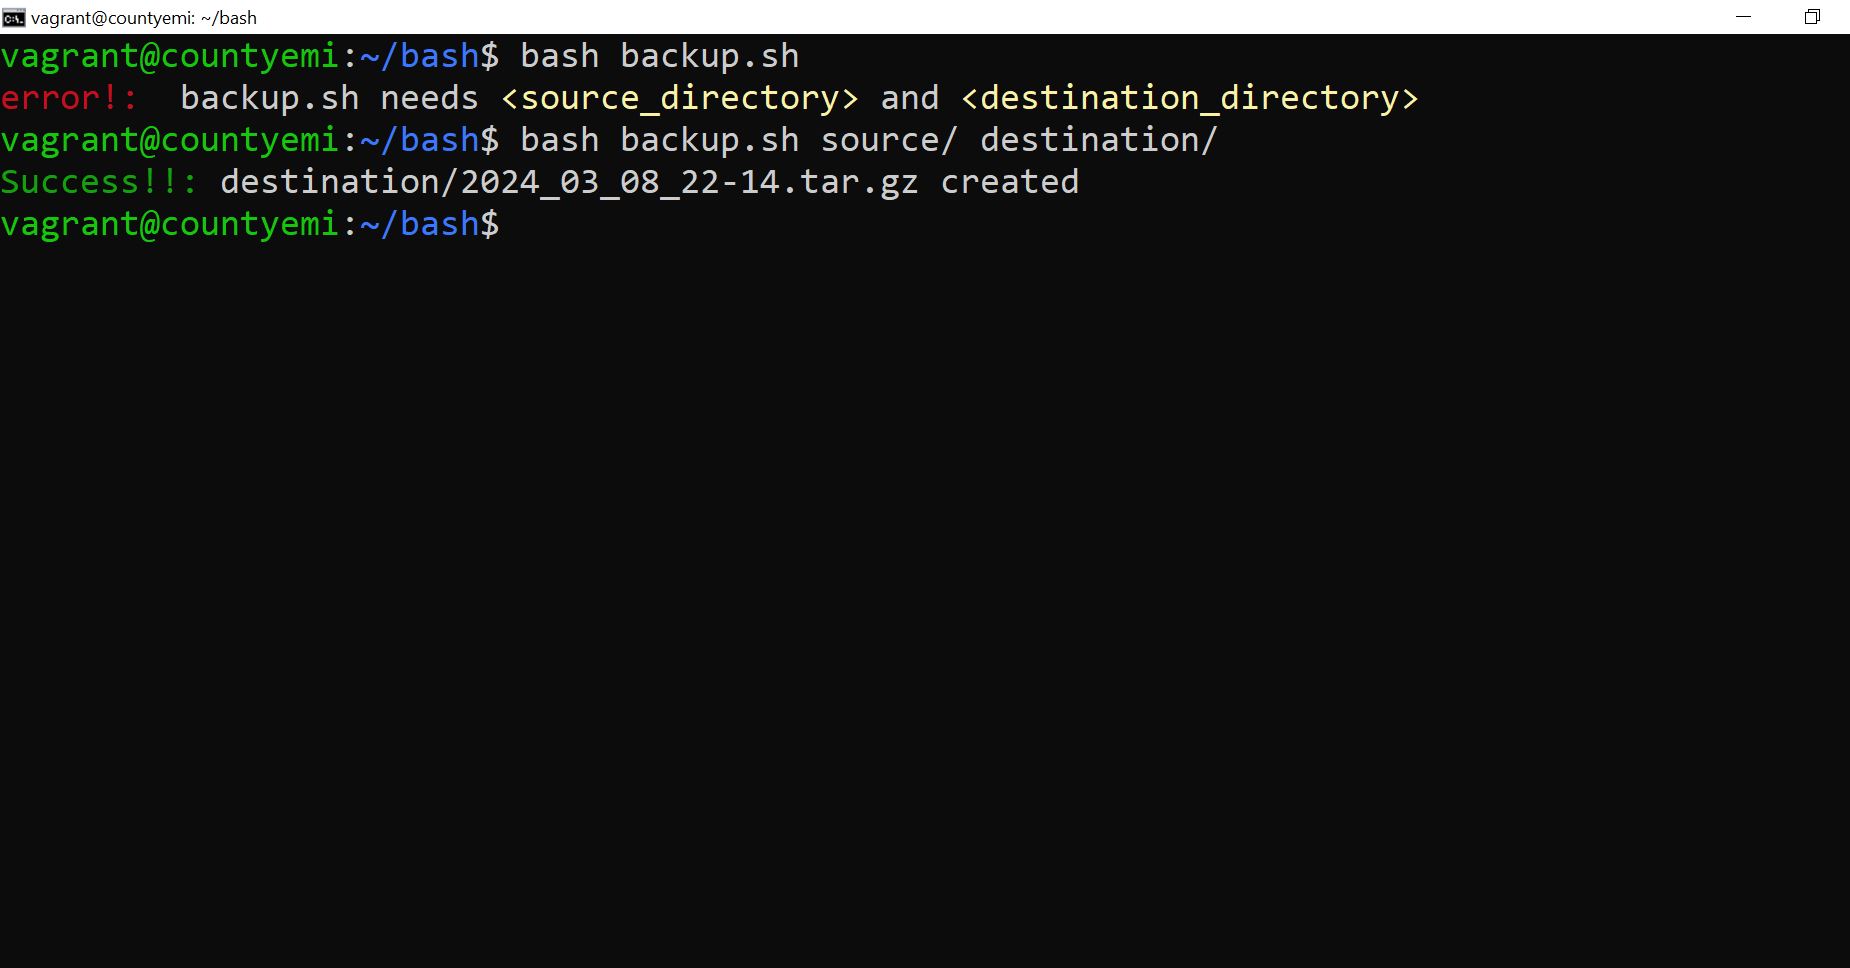 vagrant@countyemi: ~/bash
vagrant@countyemi:~/bash$ bash backup.sh
error!:  backup.sh needs <source_directory> and <destination_directory>
vagrant@countyemi:~/bash$ bash backup.sh source/ destination/
Success!!: destination/2024_03_08_22-14.tar.gz created
vagrant@countyemi:~/bash$